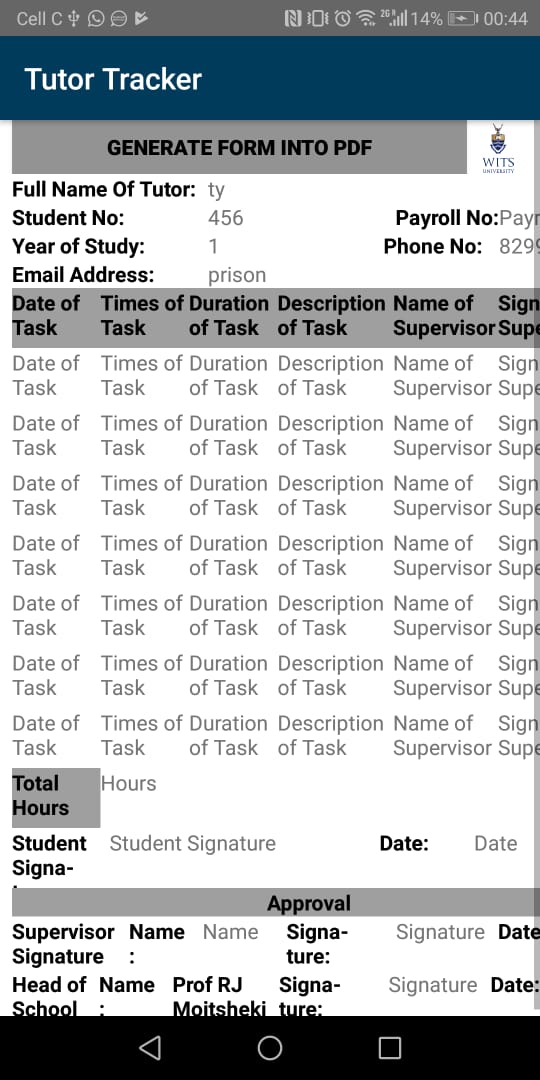 Cell C 2G R 14% 00:44
Tutor Tracker
GENERATE FORM INTO PDF
WITS
UNIVERSITY
Full Name Of Tutor: ty
Student No: 456 Payroll No: Payr
Year of Study: 1 Phone No: 8299
Email Address: prison
Date of Times of Duration Description Name of Sign
Task Task of Task of Task Supervisor Supe
Date of Times of Duration Description Name of Sign
Task Task of Task of Task Supervisor Supe
Date of Times of Duration Description Name of Sign
Task Task of Task of Task Supervisor Supe
Date of Times of Duration Description Name of Sign
Task Task of Task of Task Supervisor Supe
Date of Times of Duration Description Name of Sign
Task Task of Task of Task Supervisor Supe
Date of Times of Duration Description Name of Sign
Task Task of Task of Task Supervisor Supe
Date of Times of Duration Description Name of Sign
Task Task of Task of Task Supervisor Supe
Date of Times of Duration Description Name of Sign
Task Task of Task of Task Supervisor Supe
Total Hours
Hours
Student Student Signature Date: Date
Signa-
Approval
Supervisor Name Name Signa- Signature Date
Signature : ture:
Head of Name Prof RJ Signa- Signature Date:
School : Moitsheki ture: